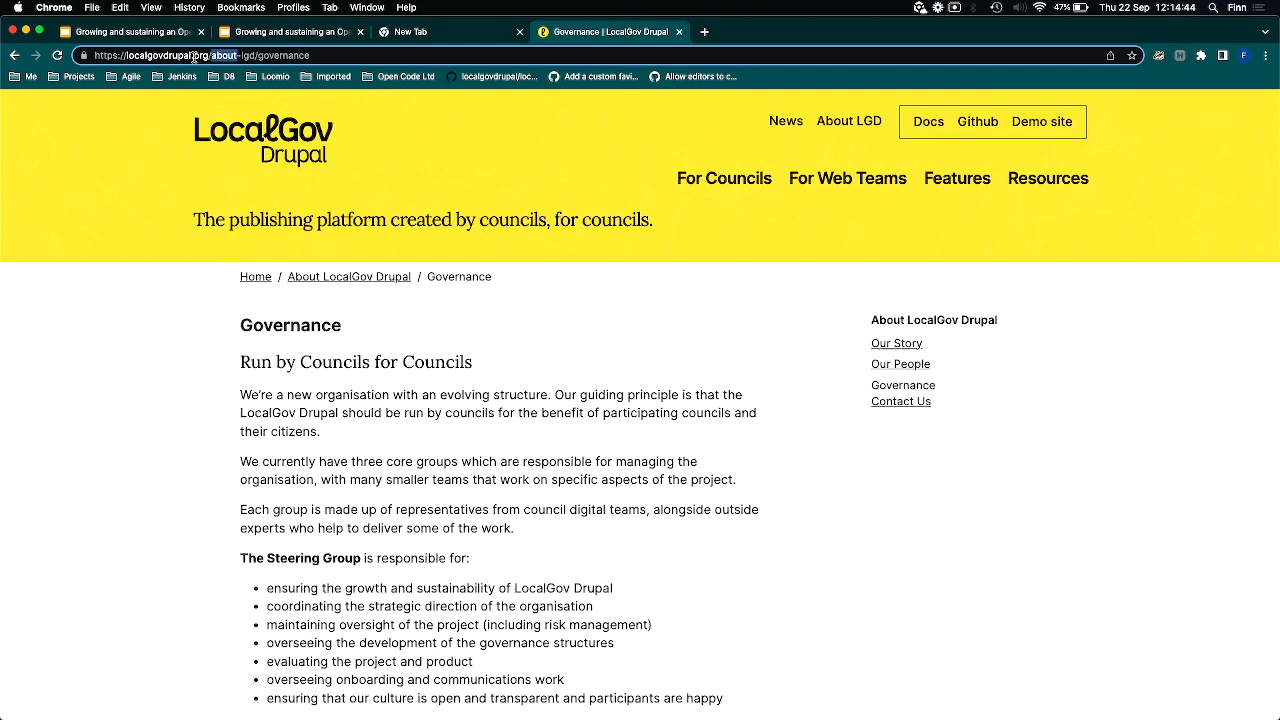 Chrome File Edit View History Bookmarks Profiles Tab Window Help 47% Thu 22 Sep 12:14:44 Finn
Growing and sustaining an Ope Growing and sustaining an Ope New Tab Governance | LocalGov Drupal
https://localgovdrupal.org/about-lgd/governance
Me Projects Agile Jenkins D8 Loomio Imported Open Code Ltd localgovdrupal/loc... Add a custom favi... Allow editors to c...
LocalGov
Drupal
News About LGD Docs Github Demo site
For Councils For Web Teams Features Resources
The publishing platform created by councils, for councils.
Home / About LocalGov Drupal / Governance
Governance
Run by Councils for Councils
We're a new organisation with an evolving structure. Our guiding principle is that the
LocalGov Drupal should be run by councils for the benefit of participating councils and
their citizens.
We currently have three core groups which are responsible for managing the
organisation, with many smaller teams that work on specific aspects of the project.
Each group is made up of representatives from council digital teams, alongside outside
experts who help to deliver some of the work.
The Steering Group is responsible for:
• ensuring the growth and sustainability of LocalGov Drupal
• coordinating the strategic direction of the organisation
• maintaining oversight of the project (including risk management)
• overseeing the development of the governance structures
• evaluating the project and product
• overseeing onboarding and communications work
• ensuring that our culture is open and transparent and participants are happy
About LocalGov Drupal
Our Story
Our People
Governance
Contact Us